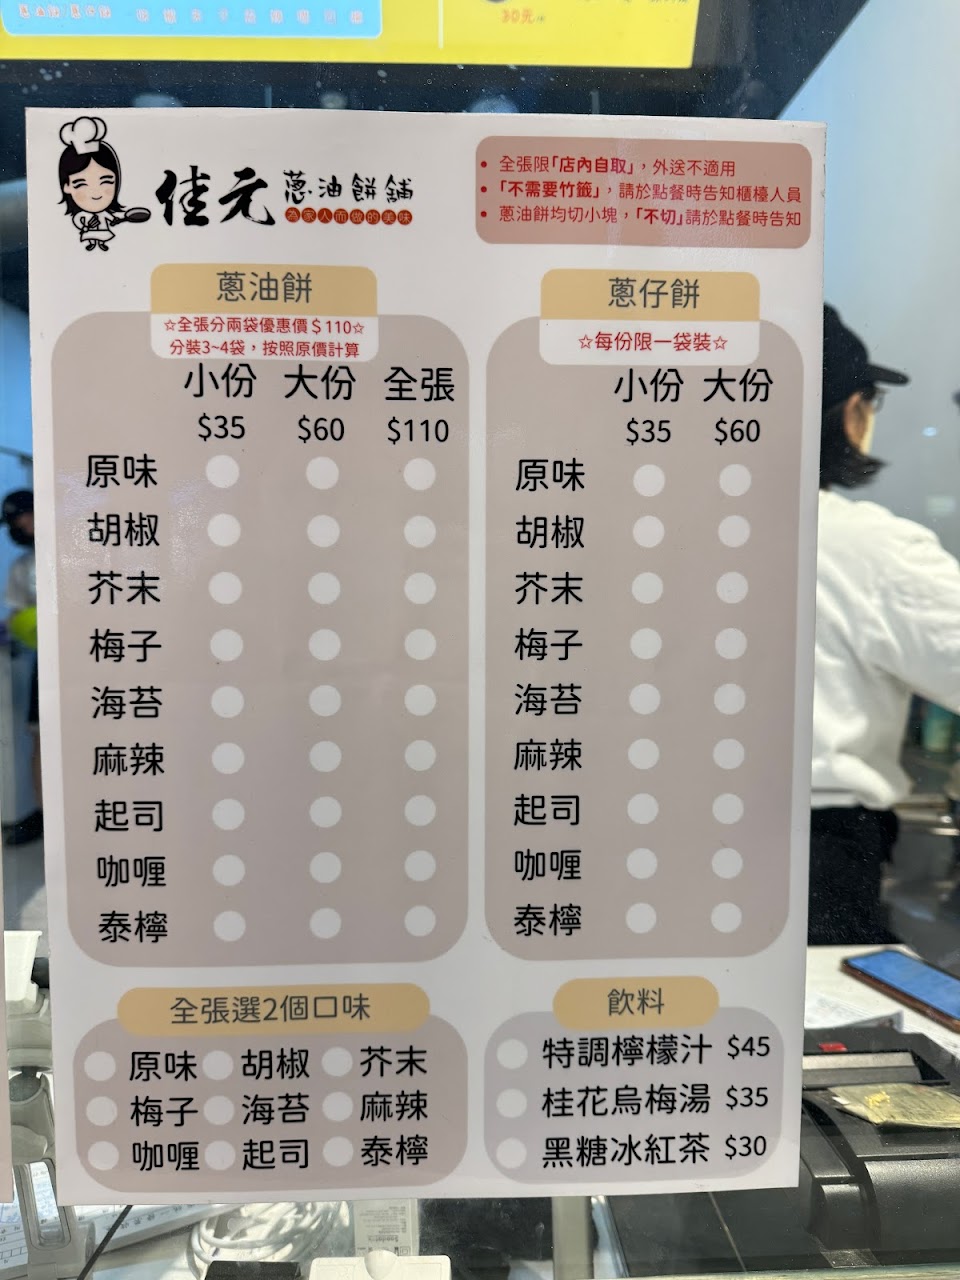 30元
佳元 蔥油餅舖
為家人而做的美味
• 全張限「店內自取」，外送不適用
• 「不需要竹籤」，請於點餐時告知櫃檯人員
• 蔥油餅均切小塊，「不切」請於點餐時告知
蔥油餅
☆全張分兩袋優惠價＄110☆
分裝3~4袋，按照原價計算
小份 大份 全張
$35 $60 $110
原味
胡椒
芥末
梅子
海苔
麻辣
起司
咖喱
泰檸
蔥仔餅
☆每份限一袋裝☆
小份 大份
$35 $60
原味
胡椒
芥末
梅子
海苔
麻辣
起司
咖喱
泰檸
全張選2個口味
原味 胡椒 芥末
梅子 海苔 麻辣
咖喱 起司 泰檸
飲料
特調檸檬汁 $45
桂花烏梅湯 $35
黑糖冰紅茶 $30